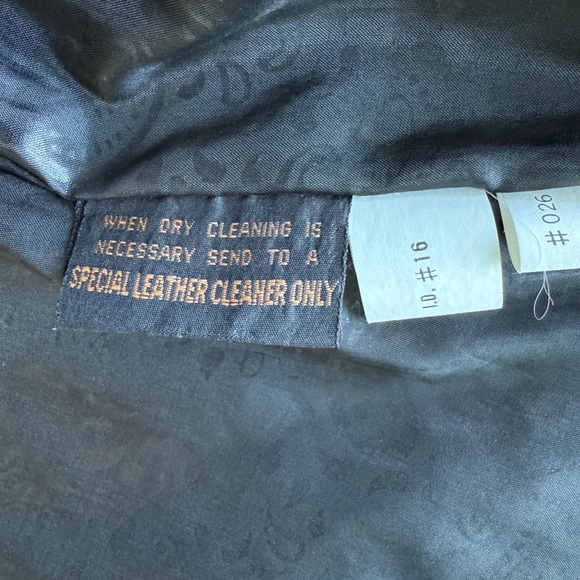 WHEN DRY CLEANING IS
NECESSARY SEND TO A
SPECIAL LEATHER CLEANER ONLY
I.D. #16
# 026